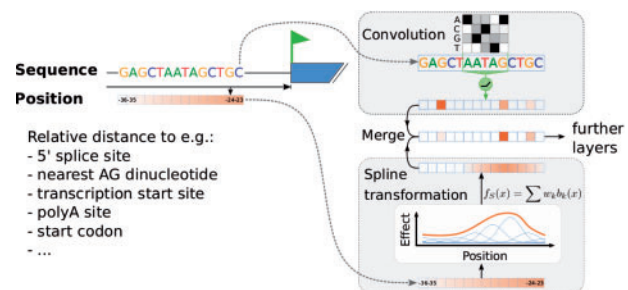 Sequence
GAGCTAATAGCTGC
Position
-36-35
-24-23
Relative distance to e.g.:
- 5' splice site
- nearest AG dinucleotide
- transcription start site
- polyA site
- start codon
- ...
Convolution
A
C
G
T
GAGCTAATAGCTGC
Merge
further
layers
Spline
transformation
f_S(x) = ∑ w_k b_k(x)
Effect
Position
-36-35
-24-23